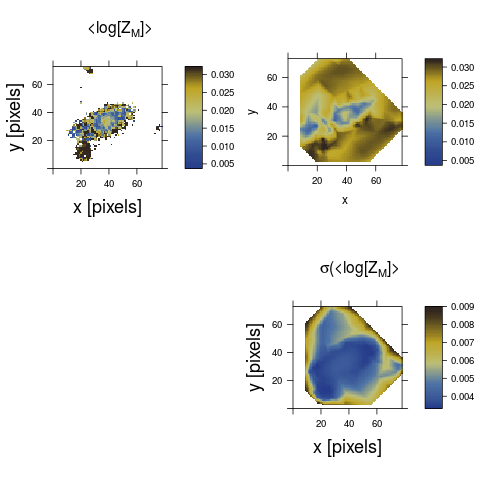 <log[Z_M]>
60
40
20
20 40 60
x [pixels]
y [pixels]
0.030
0.025
0.020
0.015
0.010
0.005
60
40
20
20 40 60
x
y
0.030
0.025
0.020
0.015
0.010
0.005
σ(<log[Z_M]>
60
40
20
20 40 60
x [pixels]
y [pixels]
0.009
0.008
0.007
0.006
0.005
0.004